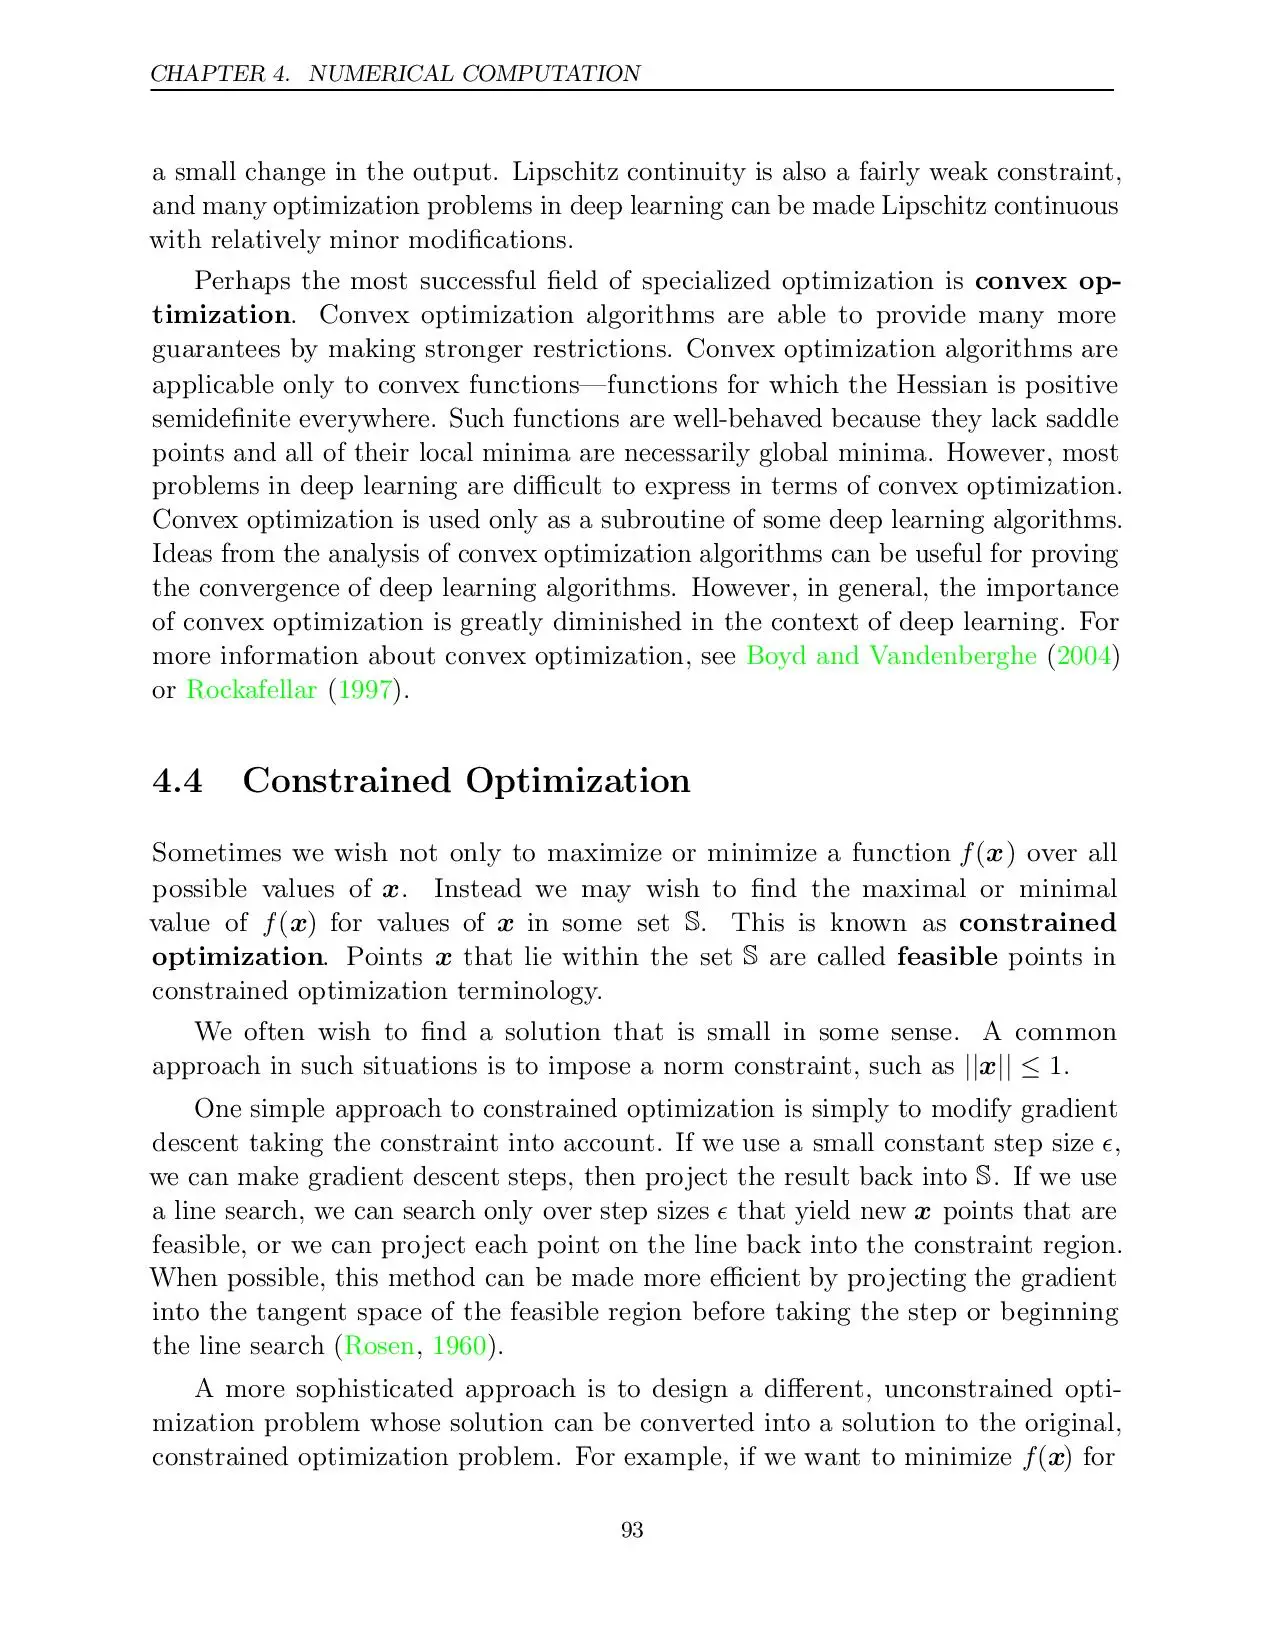 CHAPTER 4. NUMERICAL COMPUTATION
a small change in the output. Lipschitz continuity is also a fairly weak constraint,
and many optimization problems in deep learning can be made Lipschitz continuous
with relatively minor modifications.
Perhaps the most successful field of specialized optimization is convex op-
timization. Convex optimization algorithms are able to provide many more
guarantees by making stronger restrictions. Convex optimization algorithms are
applicable only to convex functions—functions for which the Hessian is positive
semidefinite everywhere. Such functions are well-behaved because they lack saddle
points and all of their local minima are necessarily global minima. However, most
problems in deep learning are difficult to express in terms of convex optimization.
Convex optimization is used only as a subroutine of some deep learning algorithms.
Ideas from the analysis of convex optimization algorithms can be useful for proving
the convergence of deep learning algorithms. However, in general, the importance
of convex optimization is greatly diminished in the context of deep learning. For
more information about convex optimization, see Boyd and Vandenberghe (2004)
or Rockafellar (1997).
4.4 Constrained Optimization
Sometimes we wish not only to maximize or minimize a function f(x) over all
possible values of x. Instead we may wish to find the maximal or minimal
value of f(x) for values of x in some set 𝕊. This is known as constrained
optimization. Points x that lie within the set 𝕊 are called feasible points in
constrained optimization terminology.
We often wish to find a solution that is small in some sense. A common
approach in such situations is to impose a norm constraint, such as ||x|| ≤ 1.
One simple approach to constrained optimization is simply to modify gradient
descent taking the constraint into account. If we use a small constant step size ϵ,
we can make gradient descent steps, then project the result back into 𝕊. If we use
a line search, we can search only over step sizes ϵ that yield new x points that are
feasible, or we can project each point on the line back into the constraint region.
When possible, this method can be made more efficient by projecting the gradient
into the tangent space of the feasible region before taking the step or beginning
the line search (Rosen, 1960).
A more sophisticated approach is to design a different, unconstrained opti-
mization problem whose solution can be converted into a solution to the original,
constrained optimization problem. For example, if we want to minimize f(x) for
93